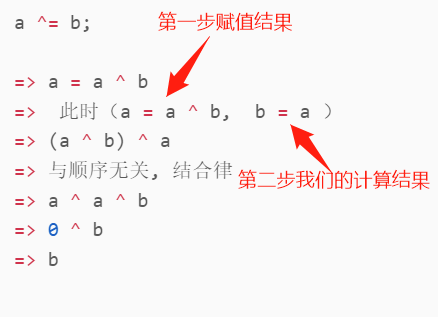 a ^= b;
第一步赋值结果
=> a = a ^ b
=> 此时（a = a ^ b, b = a ）
=> (a ^ b) ^ a
=> 与顺序无关, 结合律
第二步我们的计算结果
=> a ^ a ^ b
=> 0 ^ b
=> b